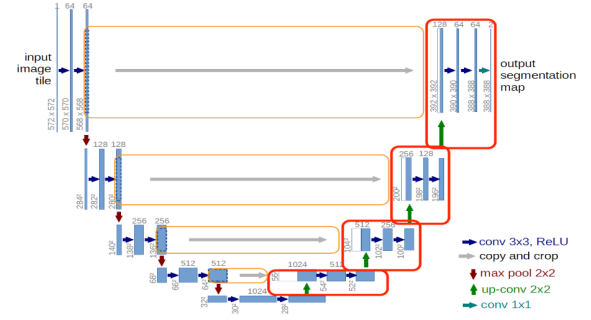 1 64 64
128 64 64 2
input
image
tile
output
segmentation
map
572 x 572
570 x 570
568 x 568
392 x 392
390 x 390
388 x 388
388 x 388
128 128
256 128
284²
282²
280²
200²
198²
196²
256 256
512 256
140²
138²
136²
104²
102²
100²
512 512
1024 512
68²
66²
64²
56²
54²
52²
1024
32²
30²
28²
conv 3x3, ReLU
copy and crop
max pool 2x2
up-conv 2x2
conv 1x1